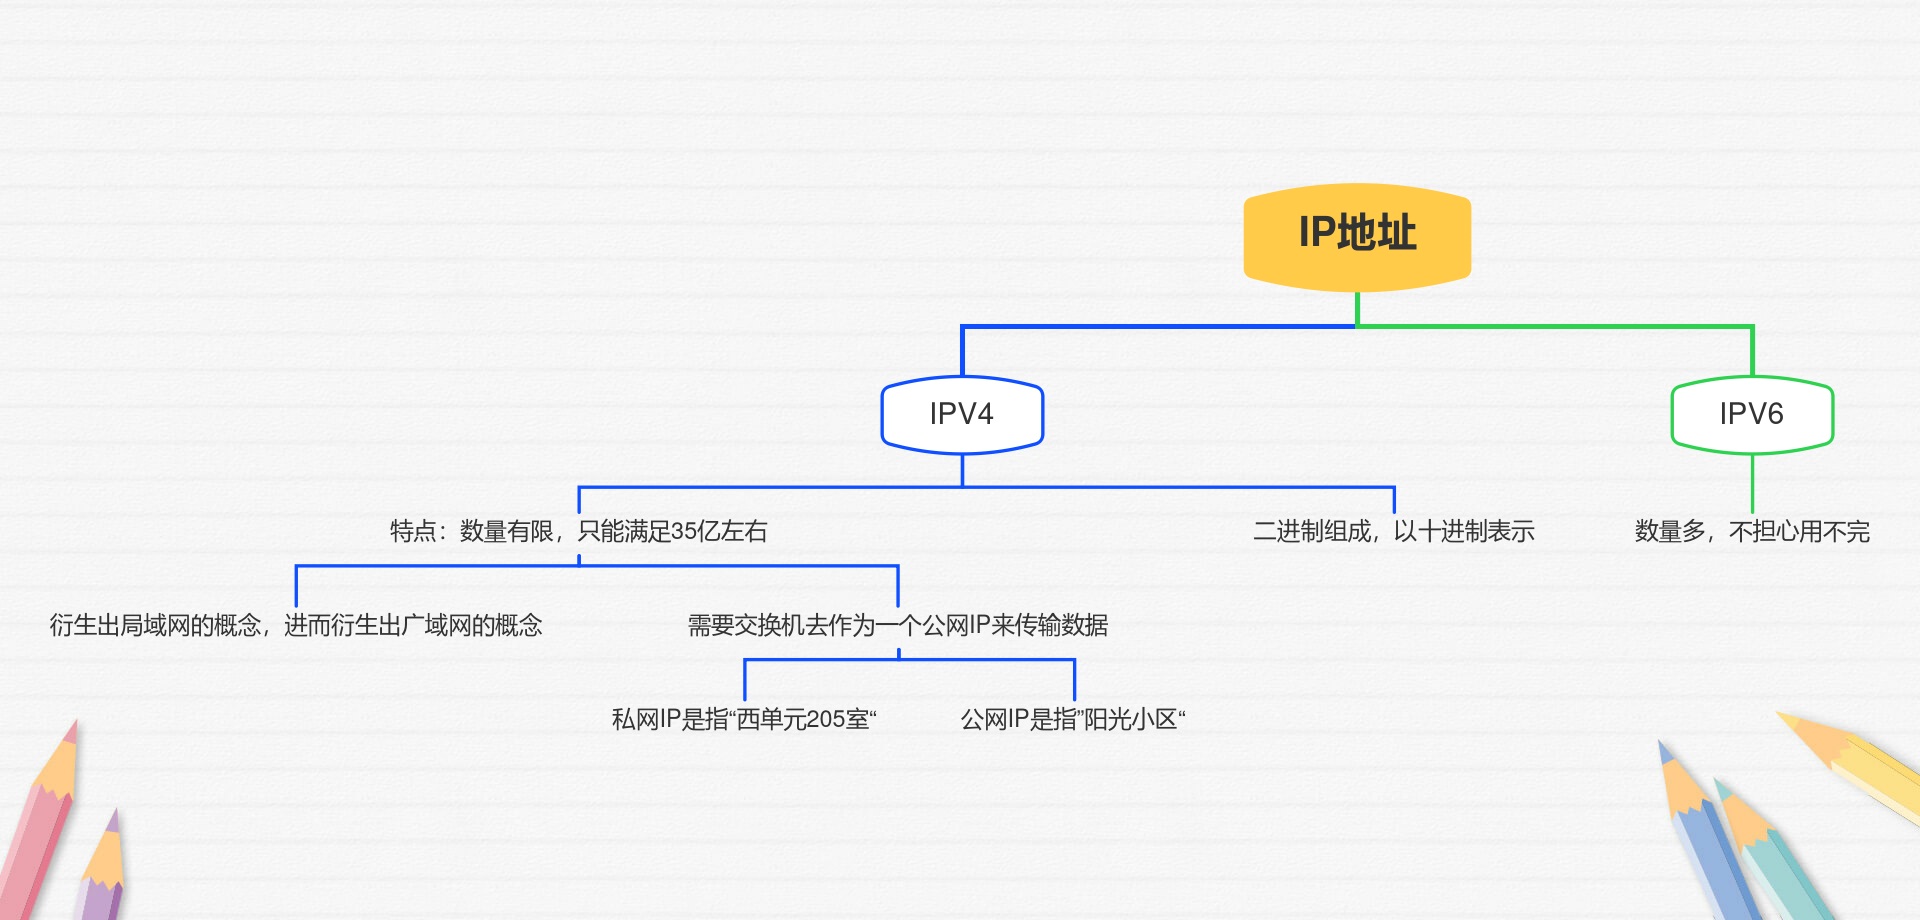 IP地址
IPV4
IPV6
特点：数量有限，只能满足35亿左右
二进制组成，以十进制表示
数量多，不担心用不完
衍生出局域网的概念，进而衍生出广域网的概念
需要交换机去作为一个公网IP来传输数据
私网IP是指“西单元205室“
公网IP是指”阳光小区“